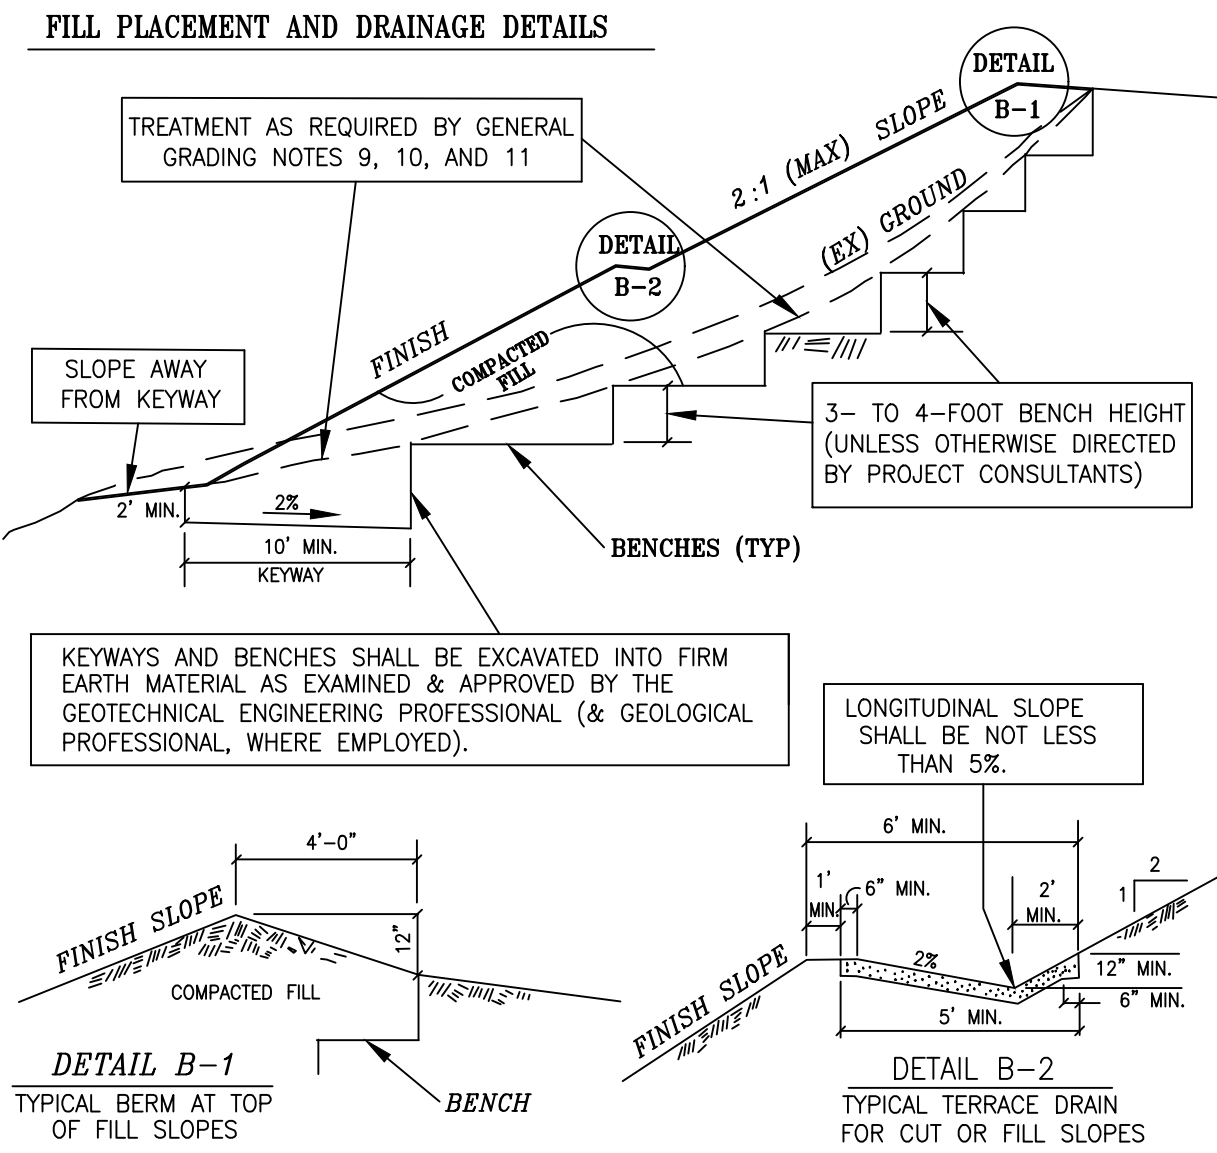 FILL PLACEMENT AND DRAINAGE DETAILS
DETAIL
B-1
TREATMENT AS REQUIRED BY GENERAL
GRADING NOTES 9, 10, AND 11
2:1 (MAX) SLOPE
(EX) GROUND
DETAIL
B-2
FINISH
COMPACTED
FILL
SLOPE AWAY
FROM KEYWAY
3- TO 4-FOOT BENCH HEIGHT
(UNLESS OTHERWISE DIRECTED
BY PROJECT CONSULTANTS)
2' MIN.
2%
10' MIN.
KEYWAY
BENCHES (TYP)
KEYWAYS AND BENCHES SHALL BE EXCAVATED INTO FIRM
EARTH MATERIAL AS EXAMINED & APPROVED BY THE
GEOTECHNICAL ENGINEERING PROFESSIONAL (& GEOLOGICAL
PROFESSIONAL, WHERE EMPLOYED).
LONGITUDINAL SLOPE
SHALL BE NOT LESS
THAN 5%.
4'-0"
FINISH SLOPE
12"
COMPACTED FILL
BENCH
DETAIL B-1
TYPICAL BERM AT TOP
OF FILL SLOPES
6' MIN.
1'
MIN.
6" MIN.
2'
MIN.
2
1
FINISH SLOPE
2%
12" MIN.
6" MIN.
5' MIN.
DETAIL B-2
TYPICAL TERRACE DRAIN
FOR CUT OR FILL SLOPES